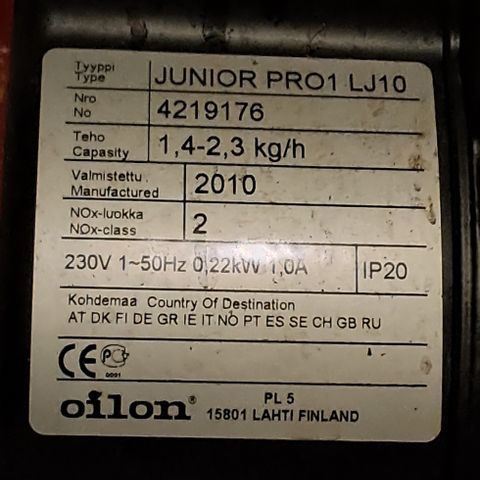 Tyyppi
Type JUNIOR PRO1 LJ10
Nro
No 4219176
Teho
Capasity 1,4-2,3 kg/h
Valmistettu
Manufactured 2010
NOx-luokka
NOx-class 2
230V 1~50Hz 0,22kW 1,0A IP20
Kohdemaa Country Of Destination
AT DK FI DE GR IE IT NO PT ES SE CH GB RU
CE
oilon® PL 5
15801 LAHTI FINLAND